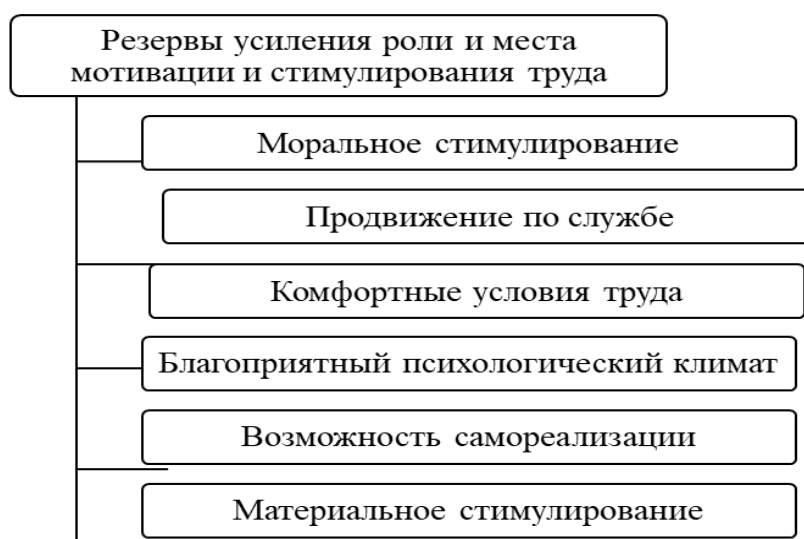 Резервы усиления роли и места
мотивации и стимулирования труда
Моральное стимулирование
Продвижение по службе
Комфортные условия труда
Благоприятный психологический климат
Возможность самореализации
Материальное стимулирование